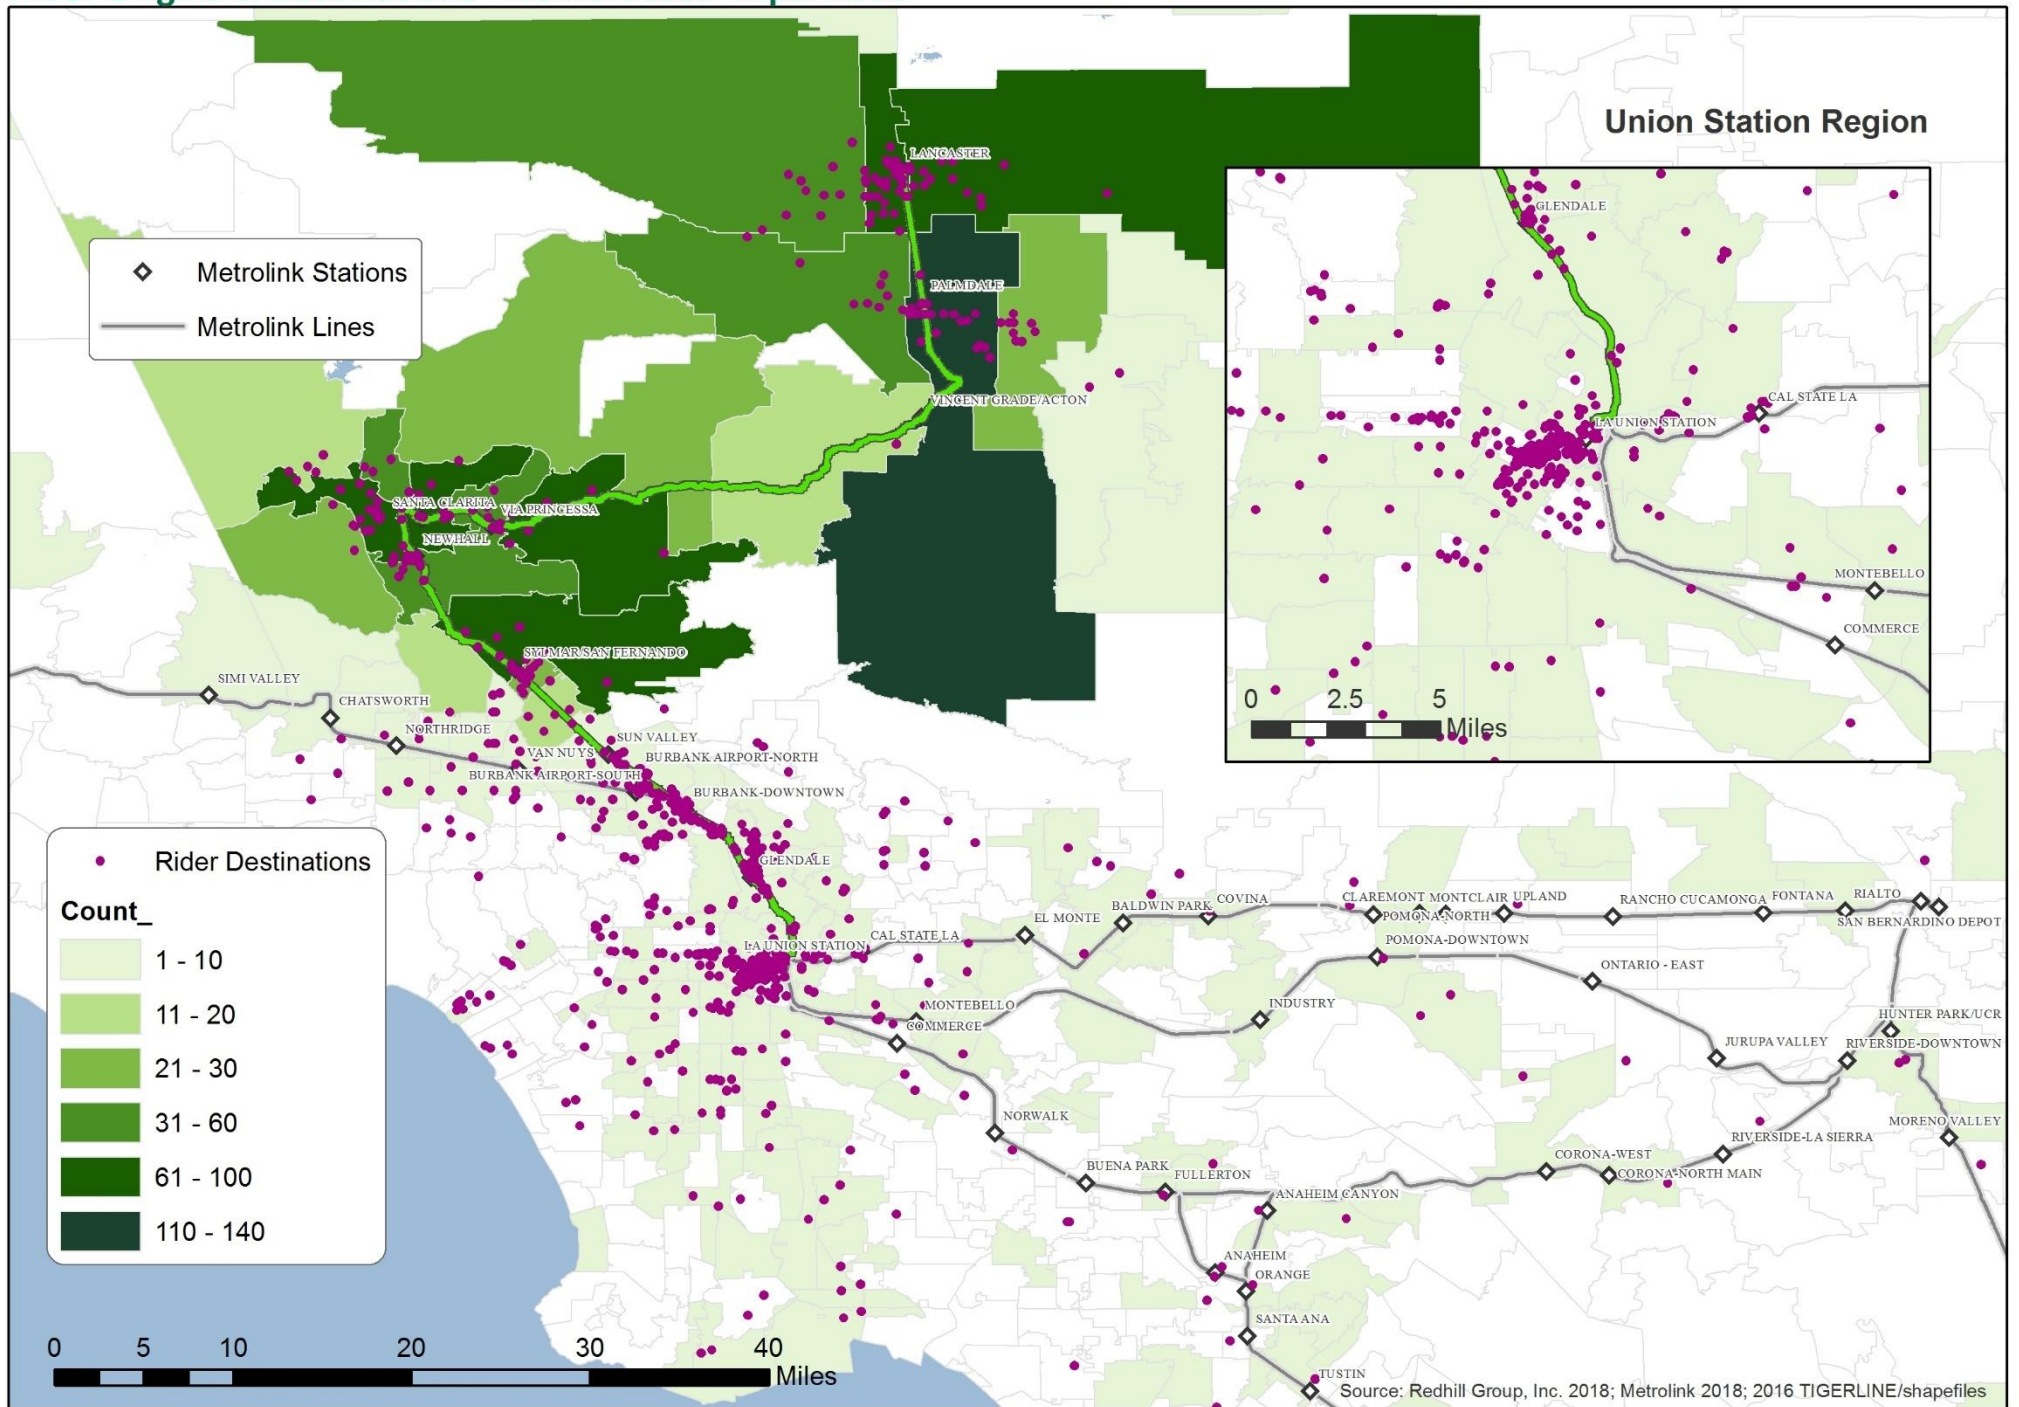 Union Station Region
LANCASTER
GLENDALE
Metrolink Stations
PALMDALE
Metrolink Lines
CAL STATE LA
VINCENT GRADE/ACTON
LA UNION STATION
SANTA CLARITA
VIA PRINCESSA
NEWHALL
MONTEBELLO
COMMERCE
SYLMAR/SAN FERNANDO
SIMI VALLEY
0 2.5 5
Miles
CHATSWORTH
NORTHRIDGE
SUN VALLEY
VAN NUYS
BURBANK AIRPORT-NORTH
BURBANK AIRPORT-SOUTH
BURBANK-DOWNTOWN
Rider Destinations
GLENDALE
Count_
1 - 10
11 - 20
21 - 30
31 - 60
61 - 100
110 - 140
COVINA
BALDWIN PARK
EL MONTE
CLAREMONT
MONTCLAIR
UPLAND
POMONA-NORTH
RANCHO CUCAMONGA
FONTANA
RIALTO
SAN BERNARDINO DEPOT
CAL STATE LA
LA UNION STATION
POMONA-DOWNTOWN
ONTARIO - EAST
MONTEBELLO
INDUSTRY
COMMERCE
HUNTER PARK/UCR
JURUPA VALLEY
RIVERSIDE-DOWNTOWN
NORWALK
MORENO VALLEY
RIVERSIDE-LA SIERRA
BUENA PARK
FULLERTON
CORONA-WEST
CORONA-NORTH MAIN
ANAHEIM CANYON
ANAHEIM
ORANGE
SANTA ANA
0 5 10 20 30 40
Miles
TUSTIN
Source: Redhill Group, Inc. 2018; Metrolink 2018; 2016 TIGERLINE/shapefiles